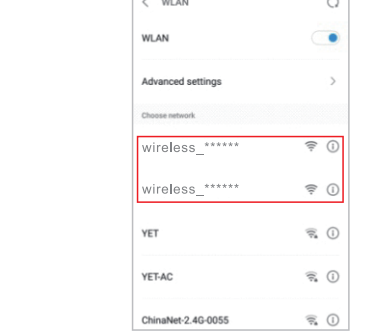 WLAN
WLAN
Advanced settings
Choose network
wireless_******
wireless_******
YET
YET-AC
ChinaNet-2.4G-0055